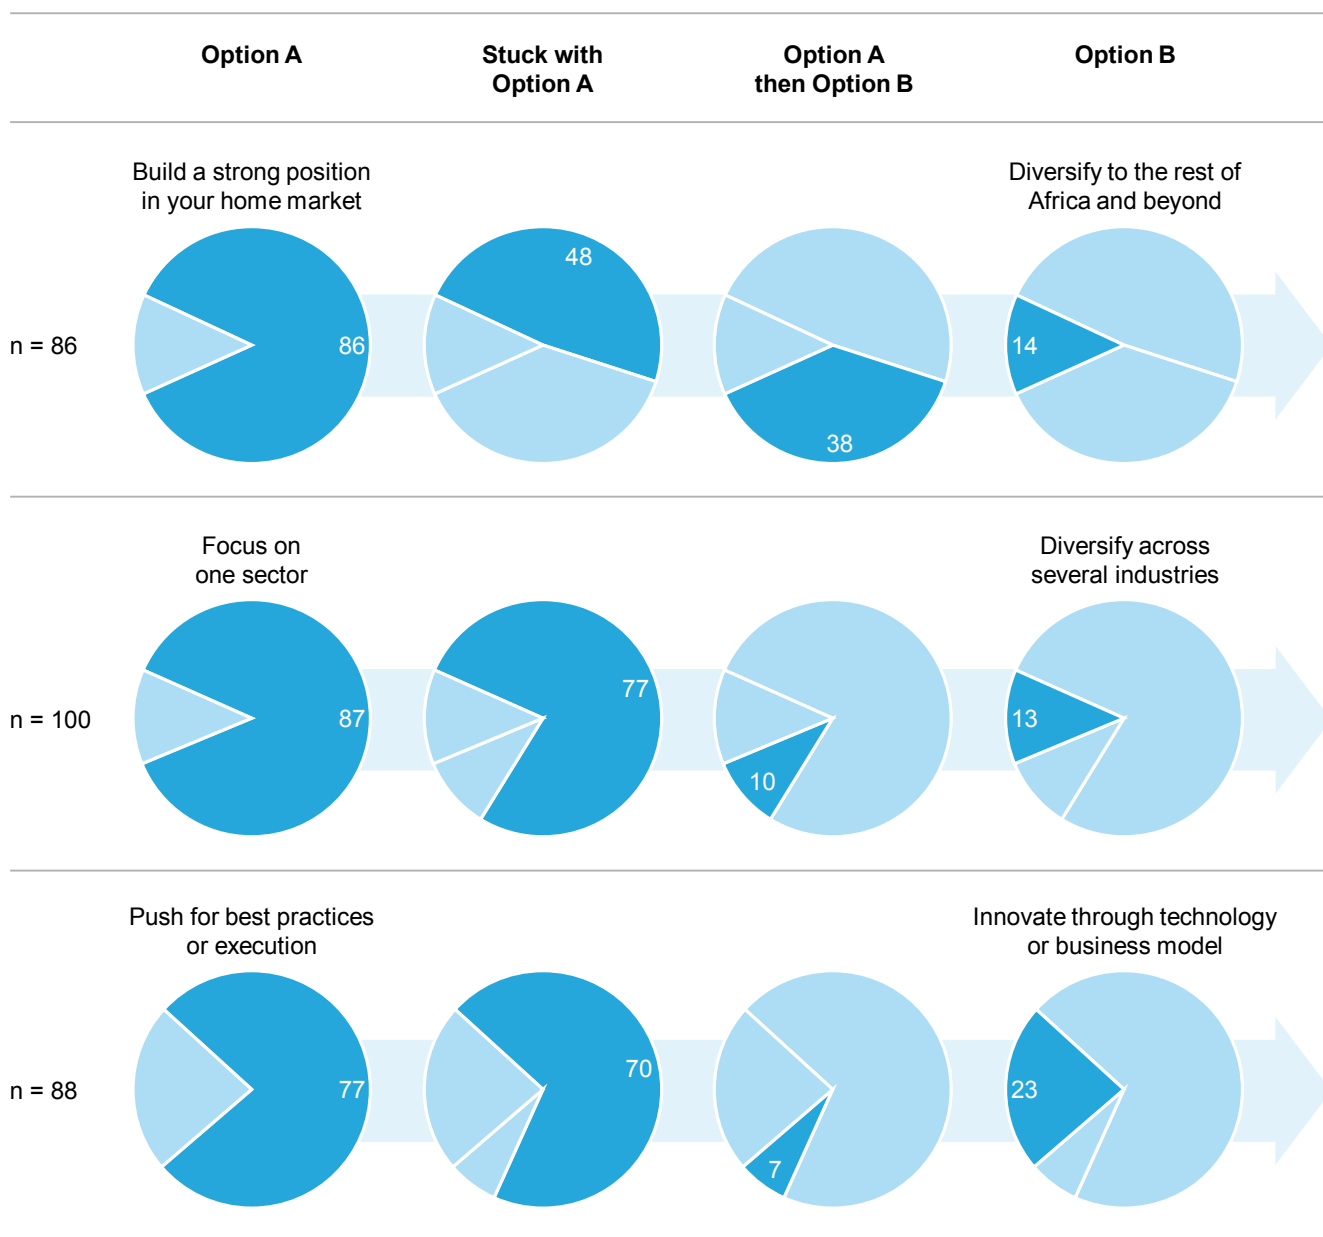 Option A
Stuck with
Option A
Option A
then Option B
Option B
Build a strong position
in your home market
Diversify to the rest of
Africa and beyond
n = 86
86
48
38
14
Focus on
one sector
Diversify across
several industries
n = 100
87
77
10
13
Push for best practices
or execution
Innovate through technology
or business model
n = 88
77
70
7
23